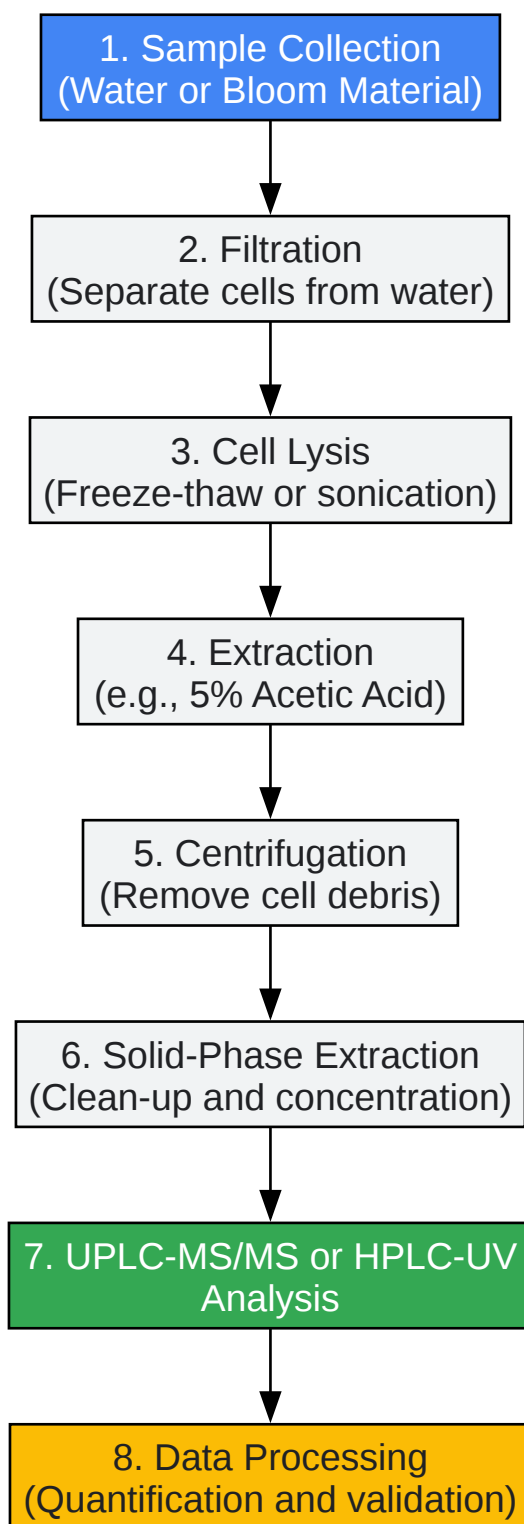 1. Sample Collection
(Water or Bloom Material)
2. Filtration
(Separate cells from water)
3. Cell Lysis
(Freeze-thaw or sonication)
4. Extraction
(e.g., 5% Acetic Acid)
5. Centrifugation
(Remove cell debris)
6. Solid-Phase Extraction
(Clean-up and concentration)
7. UPLC-MS/MS or HPLC-UV
Analysis
8. Data Processing
(Quantification and validation)